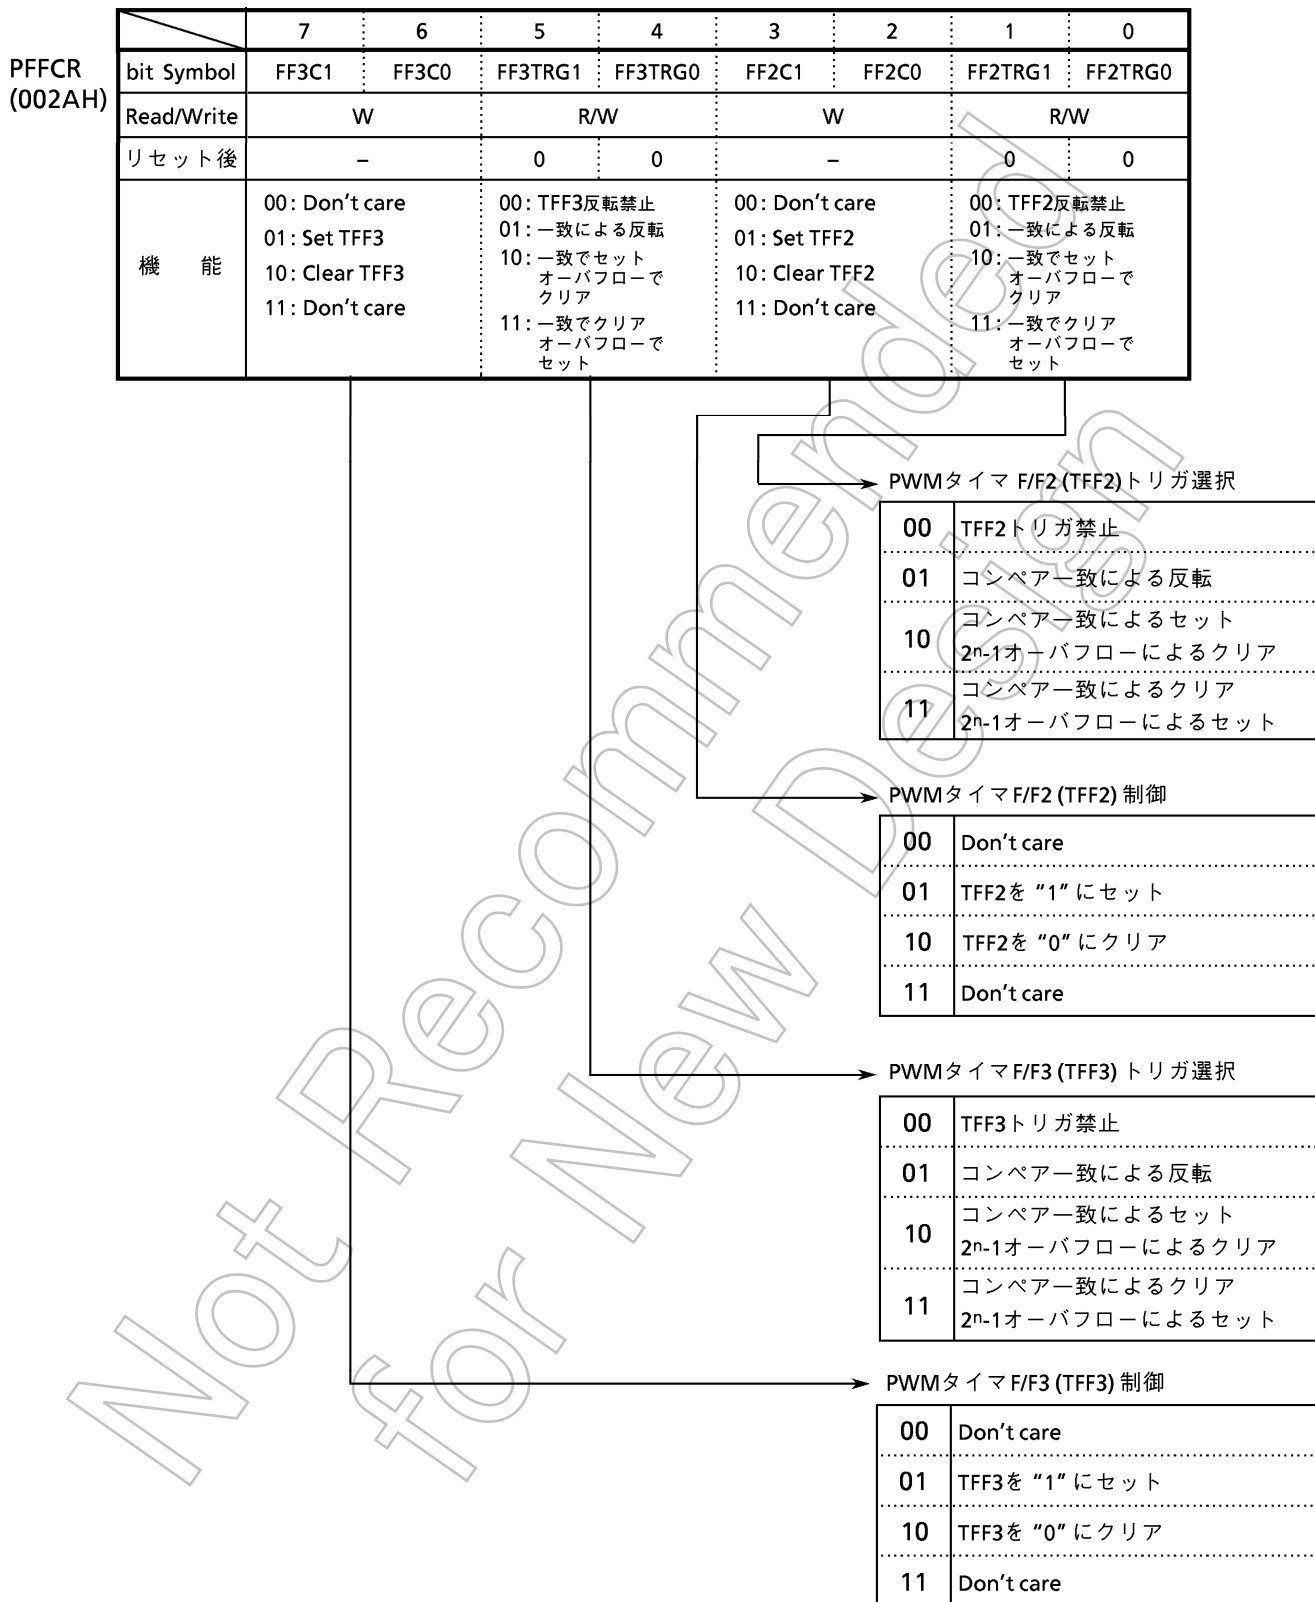 7 6 5 4 3 2 1 0
PFFCR
(002AH)
bit Symbol FF3C1 FF3C0 FF3TRG1 FF3TRG0 FF2C1 FF2C0 FF2TRG1 FF2TRG0
Read/Write W R/W W R/W
リセット後 – 0 0 – 0 0
機 能
00 : Don't care
01 : Set TFF3
10 : Clear TFF3
11 : Don't care
00 : TFF3反転禁止
01 : 一致による反転
10 : 一致でセット
オーバフローで
クリア
11 : 一致でクリア
オーバフローで
セット
00 : Don't care
01 : Set TFF2
10 : Clear TFF2
11 : Don't care
00 : TFF2反転禁止
01 : 一致による反転
10 : 一致でセット
オーバフローで
クリア
11 : 一致でクリア
オーバフローで
セット
PWMタイマ F/F2 (TFF2)トリガ選択
00 TFF2トリガ禁止
01 コンペア一致による反転
10 コンペア一致によるセット
2ⁿ-1オーバフローによるクリア
11 コンペア一致によるクリア
2ⁿ-1オーバフローによるセット
PWMタイマ F/F2 (TFF2) 制御
00 Don't care
01 TFF2を “1” にセット
10 TFF2を “0” にクリア
11 Don't care
PWMタイマ F/F3 (TFF3) トリガ選択
00 TFF3トリガ禁止
01 コンペア一致による反転
10 コンペア一致によるセット
2ⁿ-1オーバフローによるクリア
11 コンペア一致によるクリア
2ⁿ-1オーバフローによるセット
PWMタイマ F/F3 (TFF3) 制御
00 Don't care
01 TFF3を “1” にセット
10 TFF3を “0” にクリア
11 Don't care
Not Recommended
for New Design